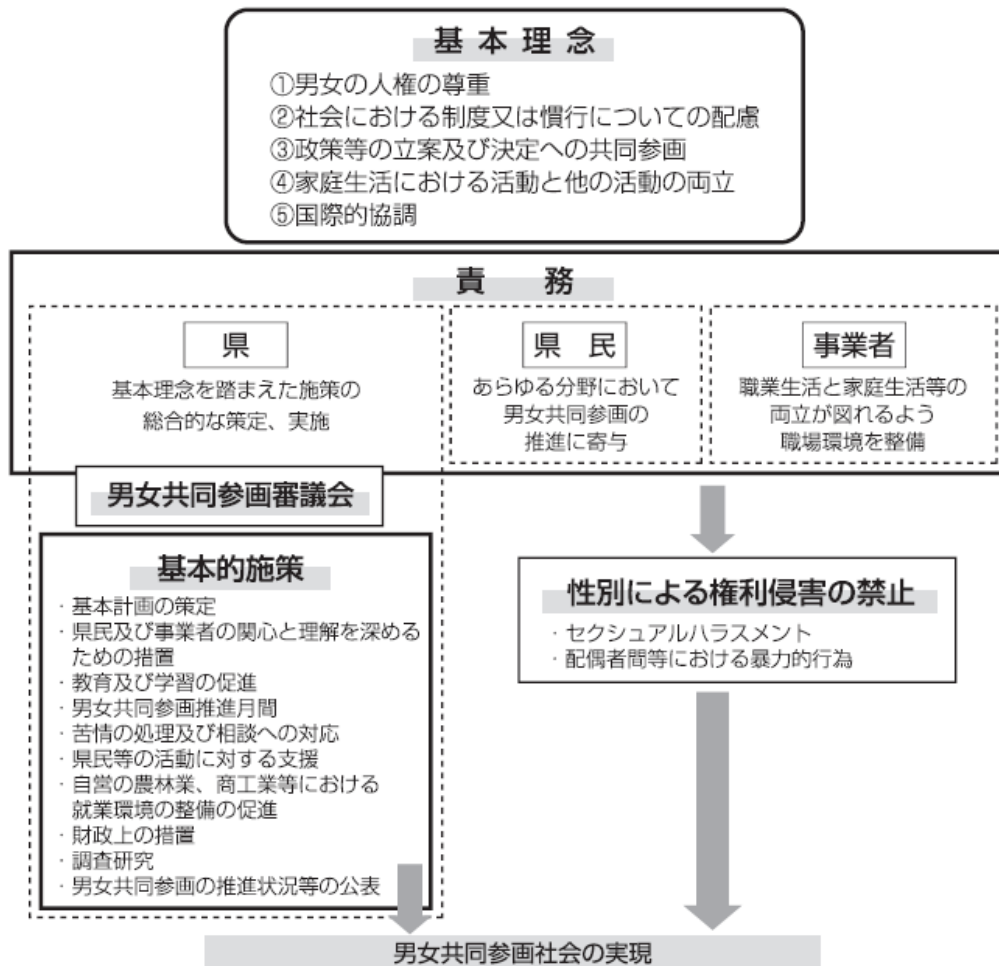 基本理念
①男女の人権の尊重
②社会における制度又は慣行についての配慮
③政策等の立案及び決定への共同参画
④家庭生活における活動と他の活動の両立
⑤国際的協調
責務
県
基本理念を踏まえた施策の
総合的な策定、実施
県民
あらゆる分野において
男女共同参画の
推進に寄与
事業者
職業生活と家庭生活等の
両立が図れるよう
職場環境を整備
男女共同参画審議会
基本的施策
・基本計画の策定
・県民及び事業者の関心と理解を深める
ための措置
・教育及び学習の促進
・男女共同参画推進月間
・苦情の処理及び相談への対応
・県民等の活動に対する支援
・自営の農林業、商工業等における
就業環境の整備の促進
・財政上の措置
・調査研究
・男女共同参画の推進状況等の公表
性別による権利侵害の禁止
・セクシュアルハラスメント
・配偶者間等における暴力的行為
男女共同参画社会の実現